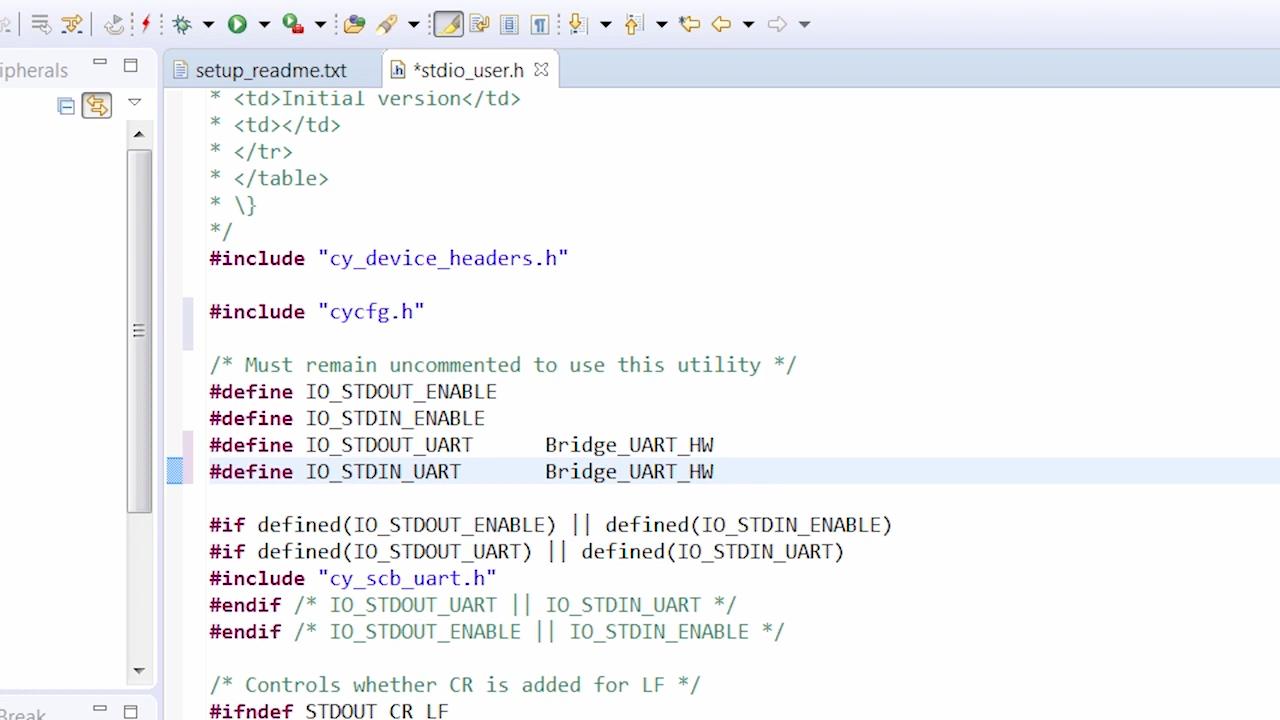 ipherals
setup_readme.txt
*stdio_user.h
* <td>Initial version</td>
* <td></td>
* </tr>
* </table>
* \}
*/
#include "cy_device_headers.h"
#include "cycfg.h"
/* Must remain uncommented to use this utility */
#define IO_STDOUT_ENABLE
#define IO_STDIN_ENABLE
#define IO_STDOUT_UART      Bridge_UART_HW
#define IO_STDIN_UART       Bridge_UART_HW
#if defined(IO_STDOUT_ENABLE) || defined(IO_STDIN_ENABLE)
#if defined(IO_STDOUT_UART) || defined(IO_STDIN_UART)
#include "cy_scb_uart.h"
#endif /* IO_STDOUT_UART || IO_STDIN_UART */
#endif /* IO_STDOUT_ENABLE || IO_STDIN_ENABLE */
/* Controls whether CR is added for LF */
#ifndef STDOUT_CR_LF
Break